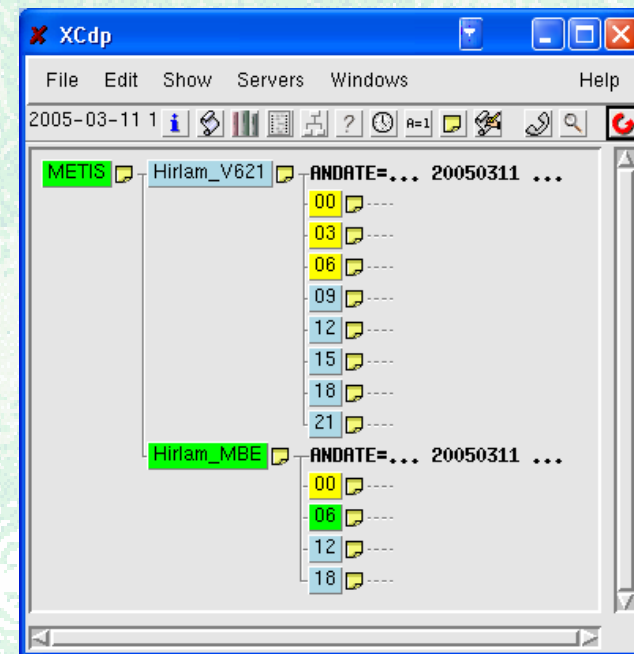 XCdp
File Edit Show Servers Windows Help
2005-03-11 1 i ? A=1
METIS Hirlam_V621 ANDATE=... 20050311 ...
00
03
06
09
12
15
18
21
Hirlam_MBE ANDATE=... 20050311 ...
00
06
12
18